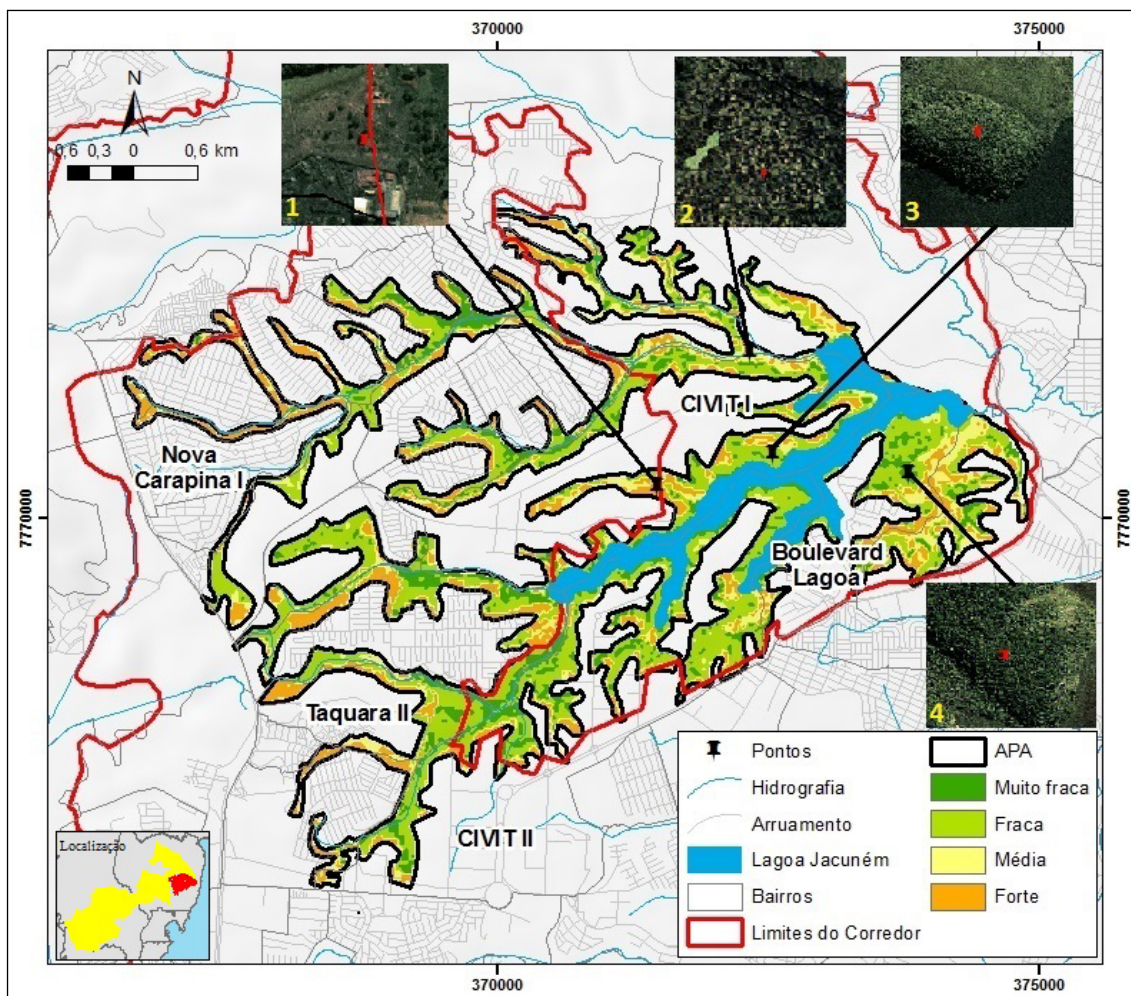 370000
375000
N
0,6 0,3 0 0,6 km
1
2
3
CIVIT I
Nova
Carapina I
7770000
7770000
Boulevard
Lagoa
Taquara II
4
CIVIT II
Pontos
Hidrografia
Arruamento
Lagoa Jacuném
Bairros
Limites do Corredor
APA
Muito fraca
Fraca
Média
Forte
Localização
370000
375000